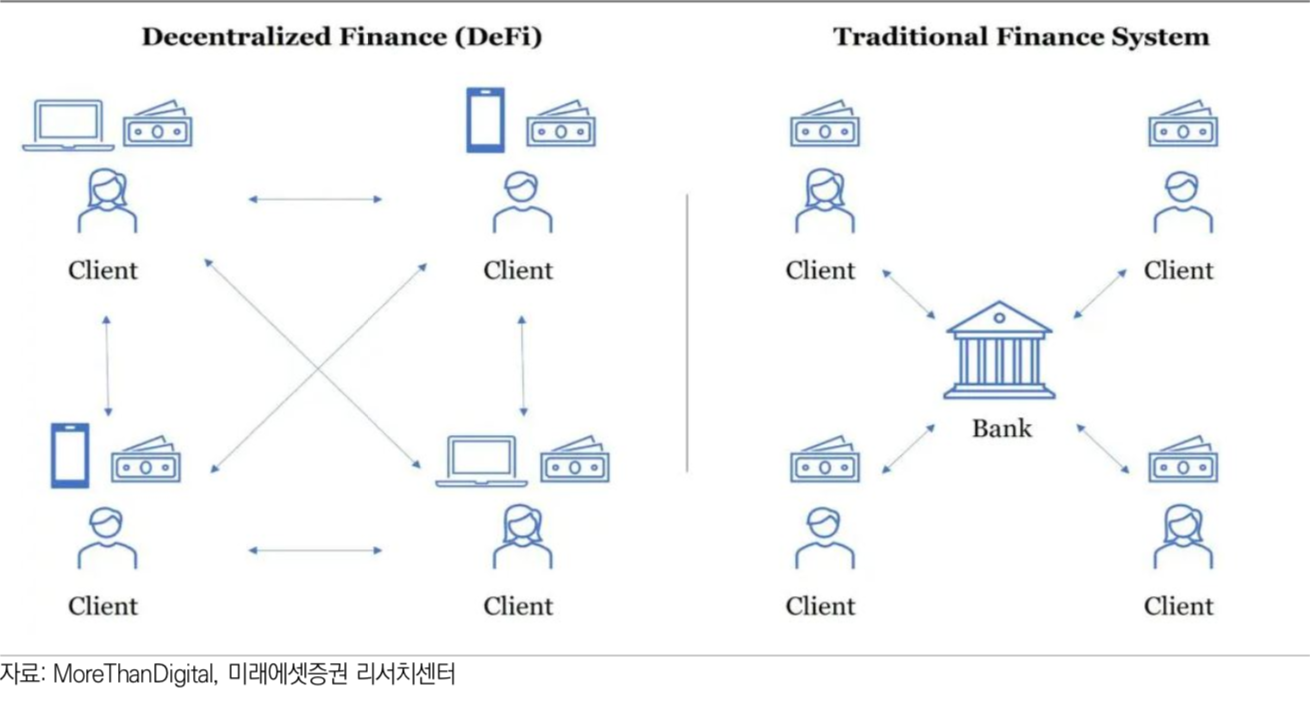 Decentralized Finance (DeFi)
Traditional Finance System
Client
Client
Client
Client
Bank
Client
Client
Client
Client
자료: MoreThanDigital, 미래에셋증권 리서치센터